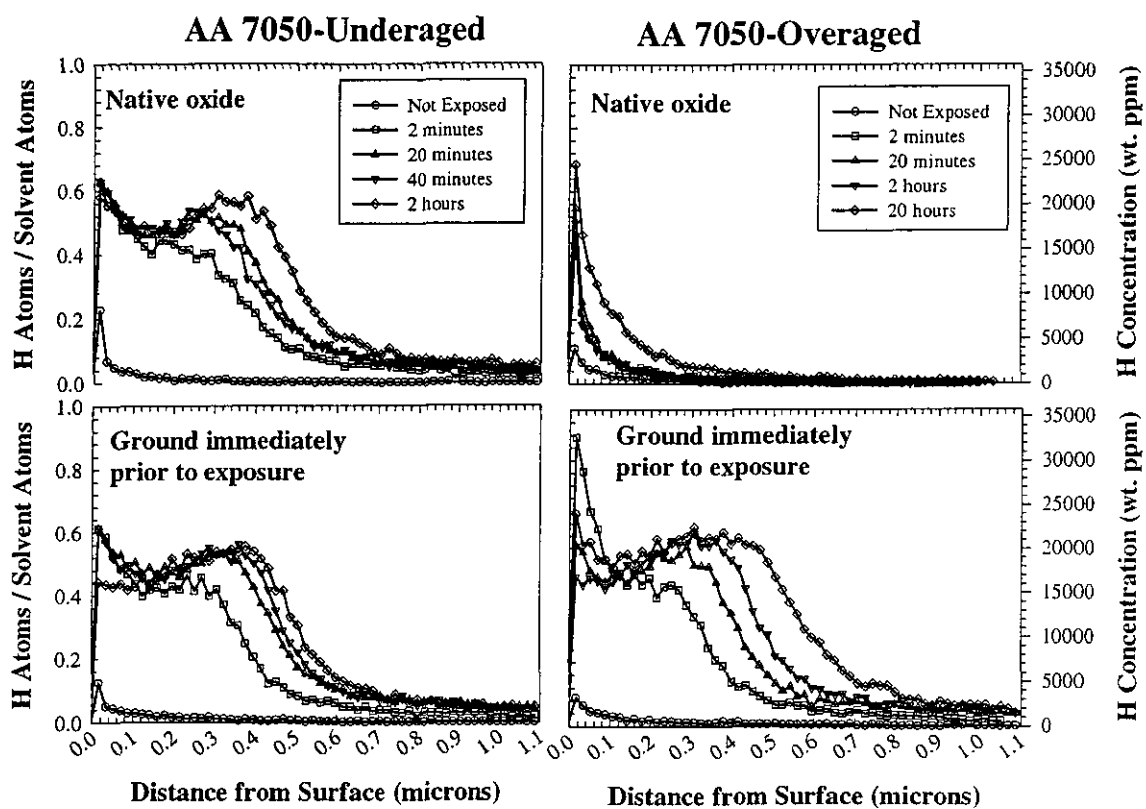 AA 7050-Underaged
AA 7050-Overaged
H Atoms / Solvent Atoms
1.0
0.8
0.6
0.4
0.2
0.0
Native oxide
Not Exposed
2 minutes
20 minutes
40 minutes
2 hours
Native oxide
Not Exposed
2 minutes
20 minutes
2 hours
20 hours
35000
30000
25000
20000
15000
10000
5000
0
H Concentration (wt. ppm)
H Atoms / Solvent Atoms
1.0
0.8
0.6
0.4
0.2
0.0
Ground immediately
prior to exposure
0.0 0.1 0.2 0.3 0.4 0.5 0.6 0.7 0.8 0.9 1.0 1.1
Distance from Surface (microns)
Ground immediately
prior to exposure
35000
30000
25000
20000
15000
10000
5000
0
H Concentration (wt. ppm)
0.0 0.1 0.2 0.3 0.4 0.5 0.6 0.7 0.8 0.9 1.0 1.1
Distance from Surface (microns)